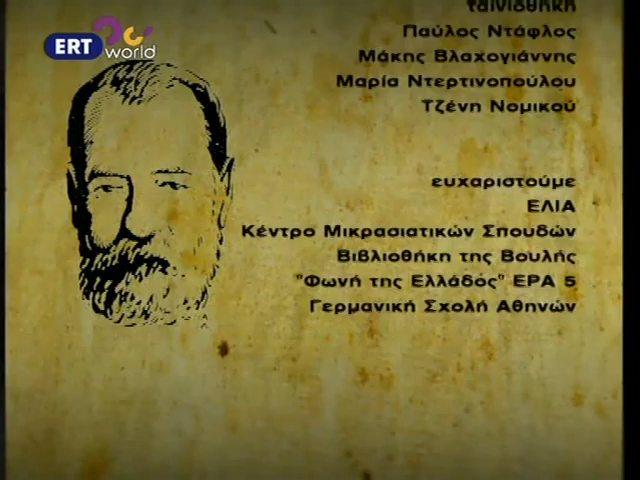 ERT
world
ταινιοθήκη
Παύλος Ντάφλος
Μάκης Βλαχογιάννης
Μαρία Ντερτινοπούλου
Τζένη Νομικού
ευχαριστούμε
ΕΛΙΑ
Κέντρο Μικρασιατικών Σπουδών
Βιβλιοθήκη της Βουλής
"Φωνή της Ελλάδος" ΕΡΑ 5
Γερμανική Σχολή Αθηνών